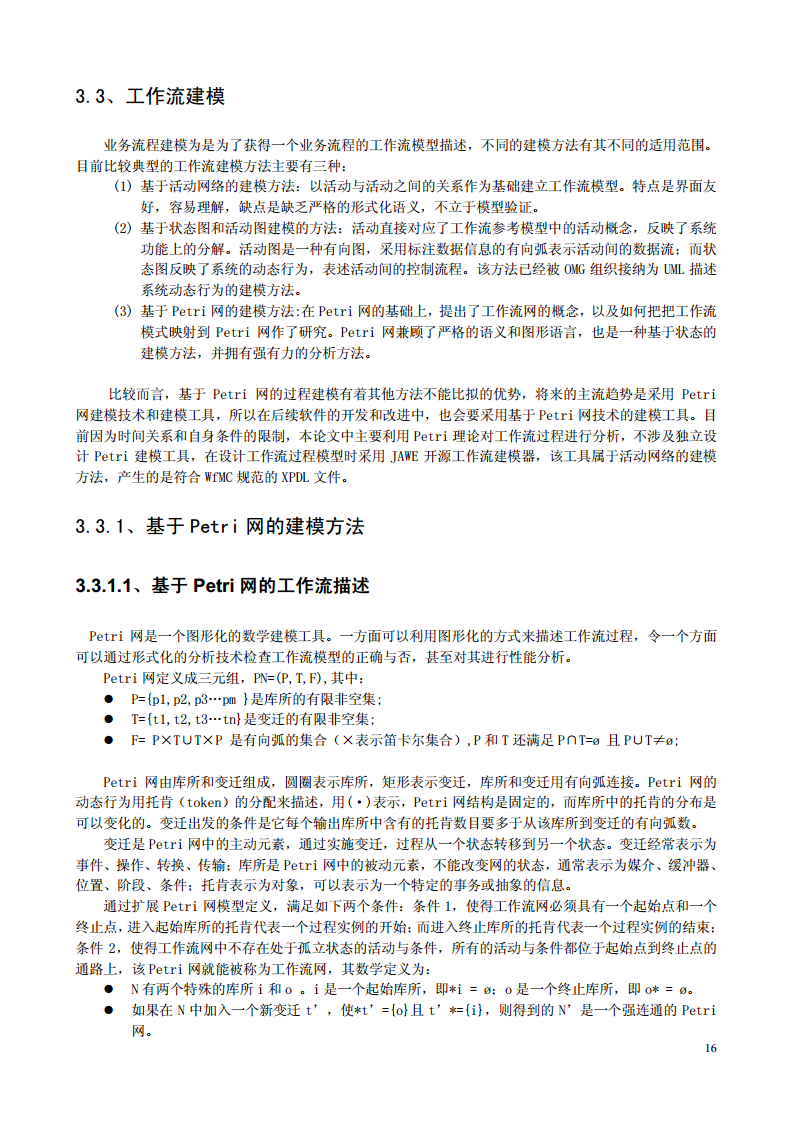 3.3、工作流建模
业务流程建模为是为了获得一个业务流程的工作流模型描述，不同的建模方法有其不同的适用范围。
目前比较典型的工作流建模方法主要有三种：
(1) 基于活动网络的建模方法：以活动与活动之间的关系作为基础建立工作流模型。特点是界面友
好，容易理解，缺点是缺乏严格的形式化语义，不立于模型验证。
(2) 基于状态图和活动图建模的方法：活动直接对应了工作流参考模型中的活动概念，反映了系统
功能上的分解。活动图是一种有向图，采用标注数据信息的有向弧表示活动间的数据流；而状
态图反映了系统的动态行为，表述活动间的控制流程。该方法已经被 OMG 组织接纳为 UML 描述
系统动态行为的建模方法。
(3) 基于 Petri 网的建模方法:在 Petri 网的基础上，提出了工作流网的概念，以及如何把把工作流
模式映射到 Petri 网作了研究。Petri 网兼顾了严格的语义和图形语言，也是一种基于状态的
建模方法，并拥有强有力的分析方法。
比较而言，基于 Petri 网的过程建模有着其他方法不能比拟的优势，将来的主流趋势是采用 Petri
网建模技术和建模工具，所以在后续软件的开发和改进中，也会要采用基于 Petri 网技术的建模工具。目
前因为时间关系和自身条件的限制，本论文中主要利用 Petri 理论对工作流过程进行分析，不涉及独立设
计 Petri 建模工具，在设计工作流过程模型时采用 JAWE 开源工作流建模器，该工具属于活动网络的建模
方法，产生的是符合 WfMC 规范的 XPDL 文件。
3.3.1、基于 Petri 网的建模方法
3.3.1.1、基于 Petri 网的工作流描述
Petri 网是一个图形化的数学建模工具。一方面可以利用图形化的方式来描述工作流过程，令一个方面
可以通过形式化的分析技术检查工作流模型的正确与否，甚至对其进行性能分析。
Petri 网定义成三元组，PN=(P,T,F),其中：
● P={p1,p2,p3…pm }是库所的有限非空集;
● T={t1,t2,t3…tn}是变迁的有限非空集;
● F= P×T∪T×P 是有向弧的集合（×表示笛卡尔集合）,P 和 T 还满足 P∩T=ø 且 P∪T≠ø;
Petri 网由库所和变迁组成，圆圈表示库所，矩形表示变迁，库所和变迁用有向弧连接。Petri 网的
动态行为用托肯（token）的分配来描述，用(·)表示，Petri 网结构是固定的，而库所中的托肯的分布是
可以变化的。变迁出发的条件是它每个输出库所中含有的托肯数目要多于从该库所到变迁的有向弧数。
变迁是 Petri 网中的主动元素，通过实施变迁，过程从一个状态转移到另一个状态。变迁经常表示为
事件、操作、转换、传输；库所是 Petri 网中的被动元素，不能改变网的状态，通常表示为媒介、缓冲器、
位置、阶段、条件；托肯表示为对象，可以表示为一个特定的事务或抽象的信息。
通过扩展 Petri 网模型定义，满足如下两个条件：条件 1，使得工作流网必须具有一个起始点和一个
终止点，进入起始库所的托肯代表一个过程实例的开始；而进入终止库所的托肯代表一个过程实例的结束；
条件 2，使得工作流网中不存在处于孤立状态的活动与条件，所有的活动与条件都位于起始点到终止点的
通路上，该 Petri 网就能被称为工作流网，其数学定义为：
● N 有两个特殊的库所 i 和 o 。i 是一个起始库所，即*i = ø；o 是一个终止库所，即 o* = ø。
● 如果在 N 中加入一个新变迁 t’，使*t’={o}且 t’*={i}，则得到的 N’是一个强连通的 Petri
网。
16